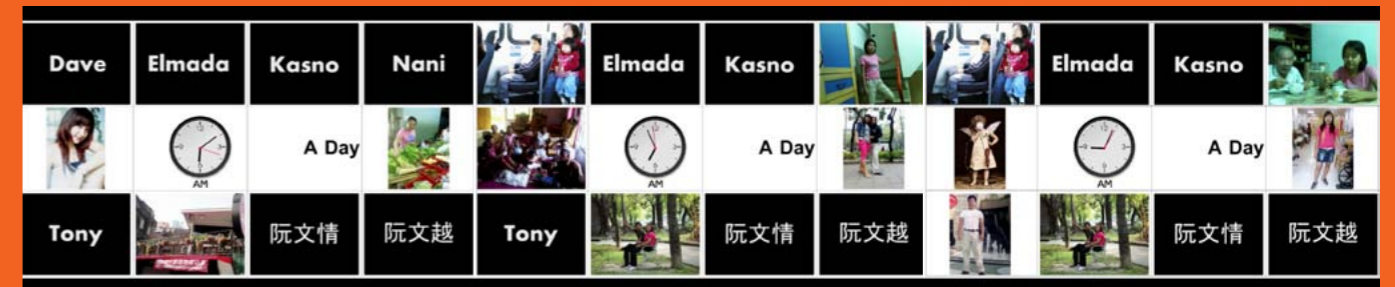 Dave Elmada Kasno Nani Elmada Kasno Elmada Kasno
AM A Day AM A Day AM A Day
Tony 阮文情 阮文越 Tony 阮文情 阮文越 阮文情 阮文越